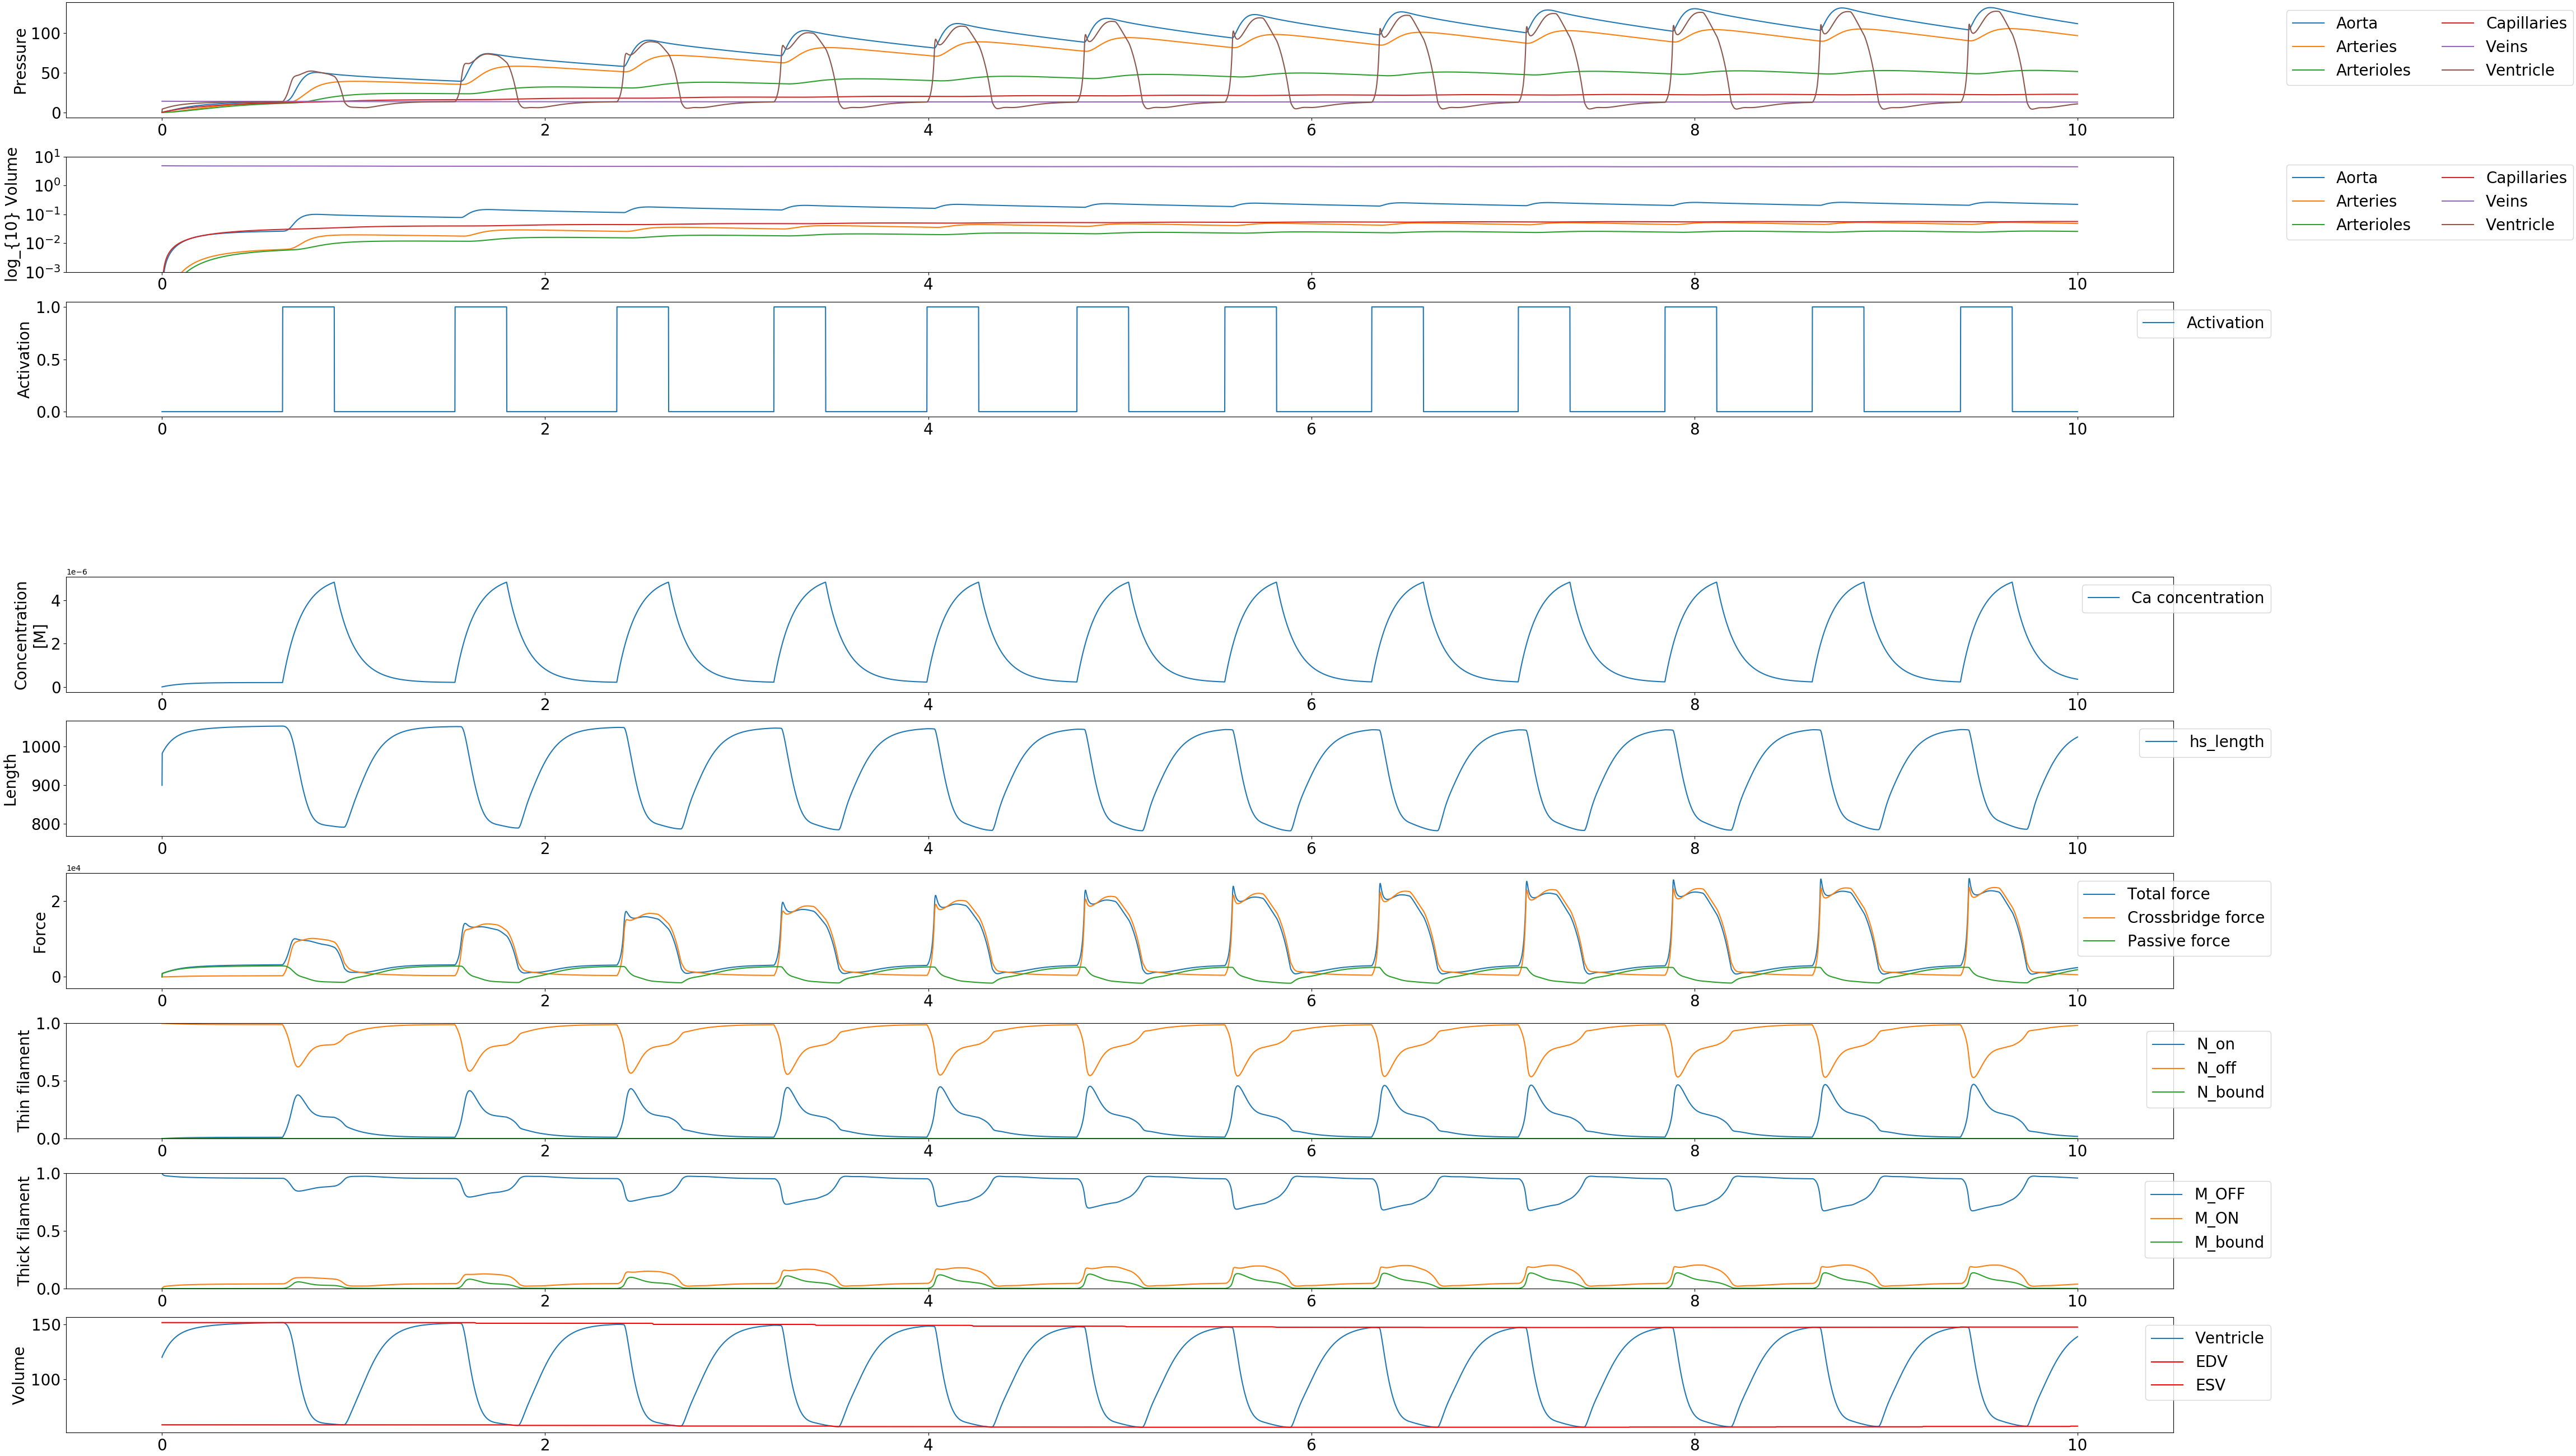 Pressure
100
50
0
0 2 4 6 8 10
Aorta Capillaries
Arteries Veins
Arterioles Ventricle
log_{10} Volume
10^1
10^0
10^−1
10^−2
10^−3
0 2 4 6 8 10
Aorta Capillaries
Arteries Veins
Arterioles Ventricle
Activation
1.0
0.5
0.0
0 2 4 6 8 10
Activation
Concentration
[M]
1e−6
4
2
0
0 2 4 6 8 10
Ca concentration
Length
1000
900
800
0 2 4 6 8 10
hs_length
Force
1e4
2
0
0 2 4 6 8 10
Total force
Crossbridge force
Passive force
Thin filament
1.0
0.5
0.0
0 2 4 6 8 10
N_on
N_off
N_bound
Thick filament
1.0
0.5
0.0
0 2 4 6 8 10
M_OFF
M_ON
M_bound
Volume
150
100
0 2 4 6 8 10
Ventricle
EDV
ESV